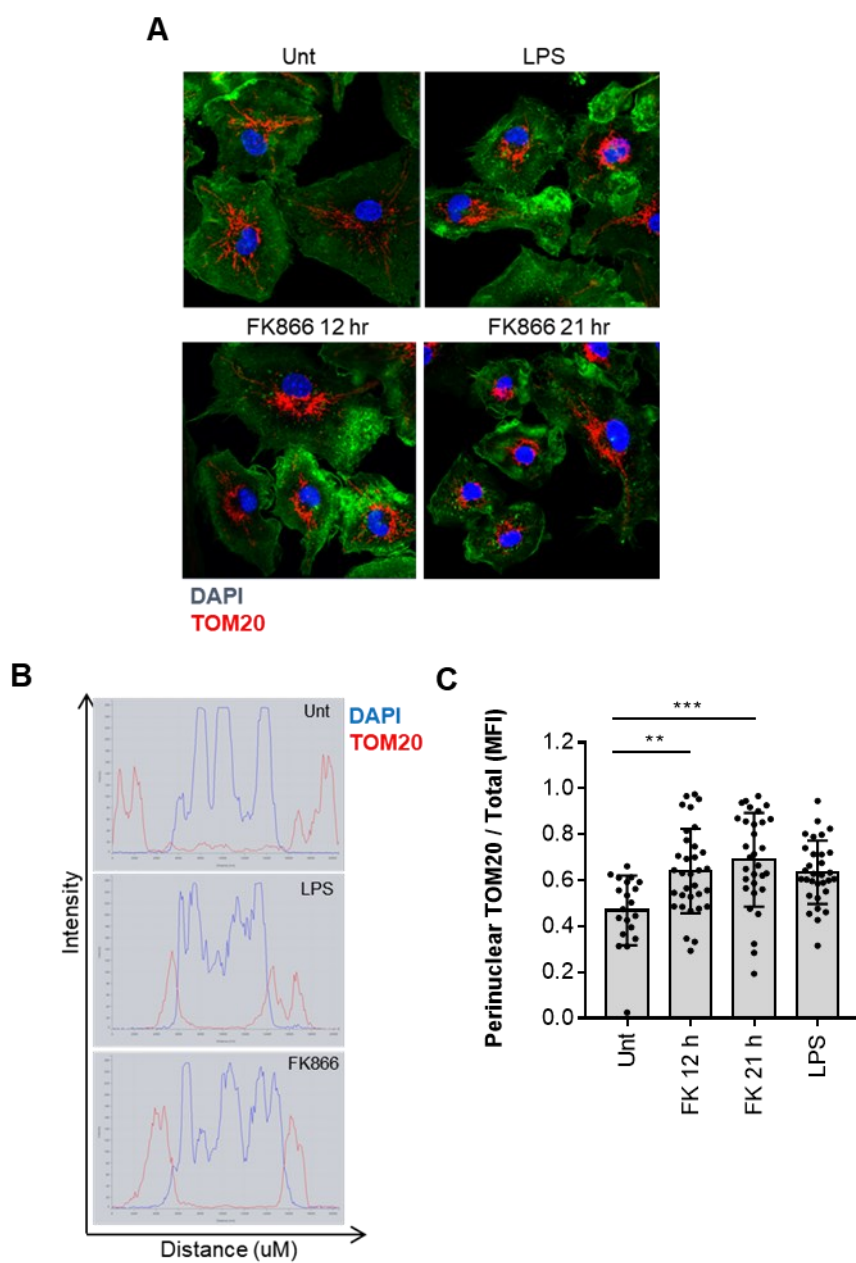 A
Unt LPS
FK866 12 hr FK866 21 hr
DAPI
TOM20
B
Unt
DAPI
TOM20
LPS
FK866
Intensity
Distance (uM)
C
Perinuclear TOM20 / Total (MFI)
***
**
1.2
1.0
0.8
0.6
0.4
0.2
0.0
Unt
FK 12 h
FK 21 h
LPS